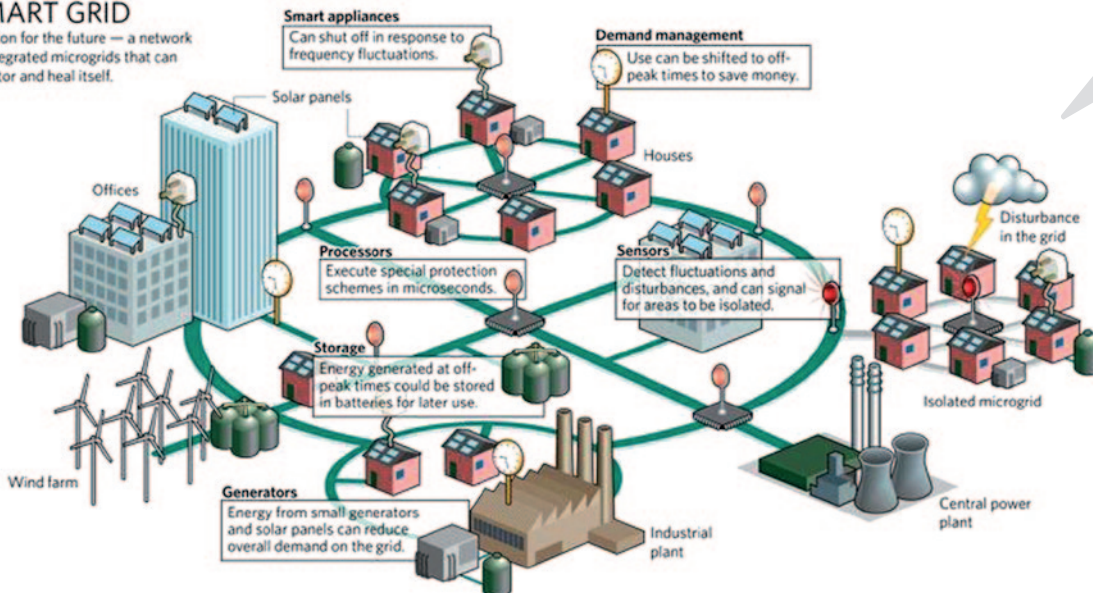 MART GRID
on for the future — a network
egrated microgrids that can
tor and heal itself.
Smart appliances
Can shut off in response to
frequency fluctuations.
Demand management
Use can be shifted to off-
peak times to save money.
Solar panels
Houses
Offices
Disturbance
in the grid
Processors
Execute special protection
schemes in microseconds.
Sensors
Detect fluctuations and
disturbances, and can signal
for areas to be isolated.
Storage
Energy generated at off-
peak times could be stored
in batteries for later use.
Isolated microgrid
Wind farm
Generators
Energy from small generators
and solar panels can reduce
overall demand on the grid.
Industrial
plant
Central power
plant